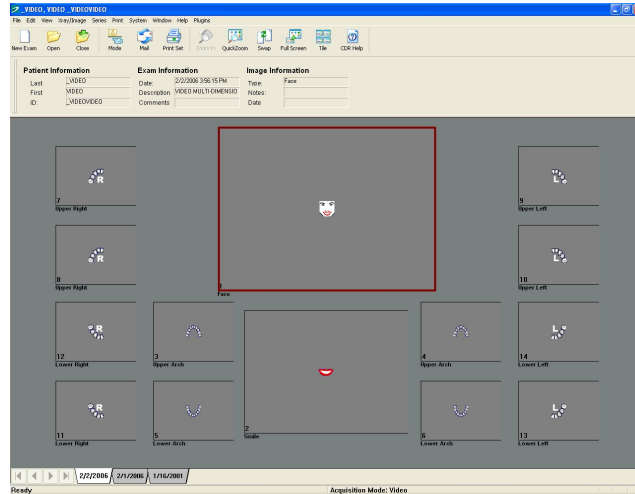 _VIDEO, VIDEO _VIDEOVIDEO
File Edit View Xray/Image Series Print System Window Help Plugins
New Exam Open Close Mode Mail Print Set Zoom 1:1 QuickZoom Swap Full Screen Tile CDR Help
Patient Information Exam Information Image Information
Last _VIDEO Date: 2/2/2006 3:56:15 PM Type: Face
First VIDEO Description VIDEO MULTI-DIMENSIO Notes:
ID: _VIDEOVIDEO Comments Date
R
7
Upper Right
L
9
Upper Left
R
8
Upper Right
1
Face
L
10
Upper Left
R
12
Lower Right
3
Upper Arch
4
Upper Arch
L
14
Lower Left
R
11
Lower Right
5
Lower Arch
2
Smile
6
Lower Arch
L
13
Lower Left
2/2/2006 2/1/2006 1/16/2001
Ready Acquisition Mode: Video